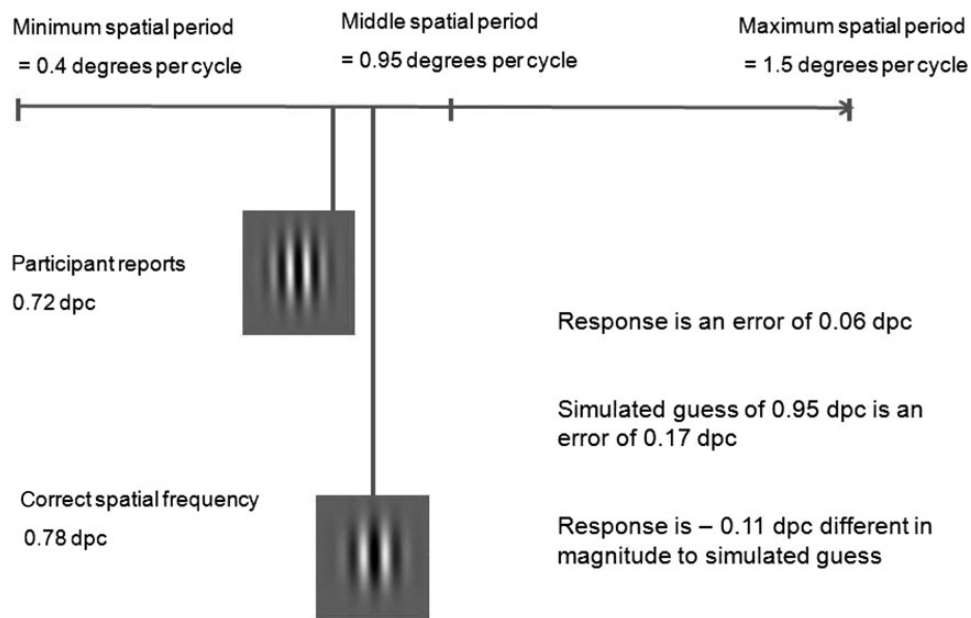 Minimum spatial period
= 0.4 degrees per cycle
Middle spatial period
= 0.95 degrees per cycle
Maximum spatial period
= 1.5 degrees per cycle
Participant reports
0.72 dpc
Response is an error of 0.06 dpc
Simulated guess of 0.95 dpc is an
error of 0.17 dpc
Correct spatial frequency
0.78 dpc
Response is – 0.11 dpc different in
magnitude to simulated guess